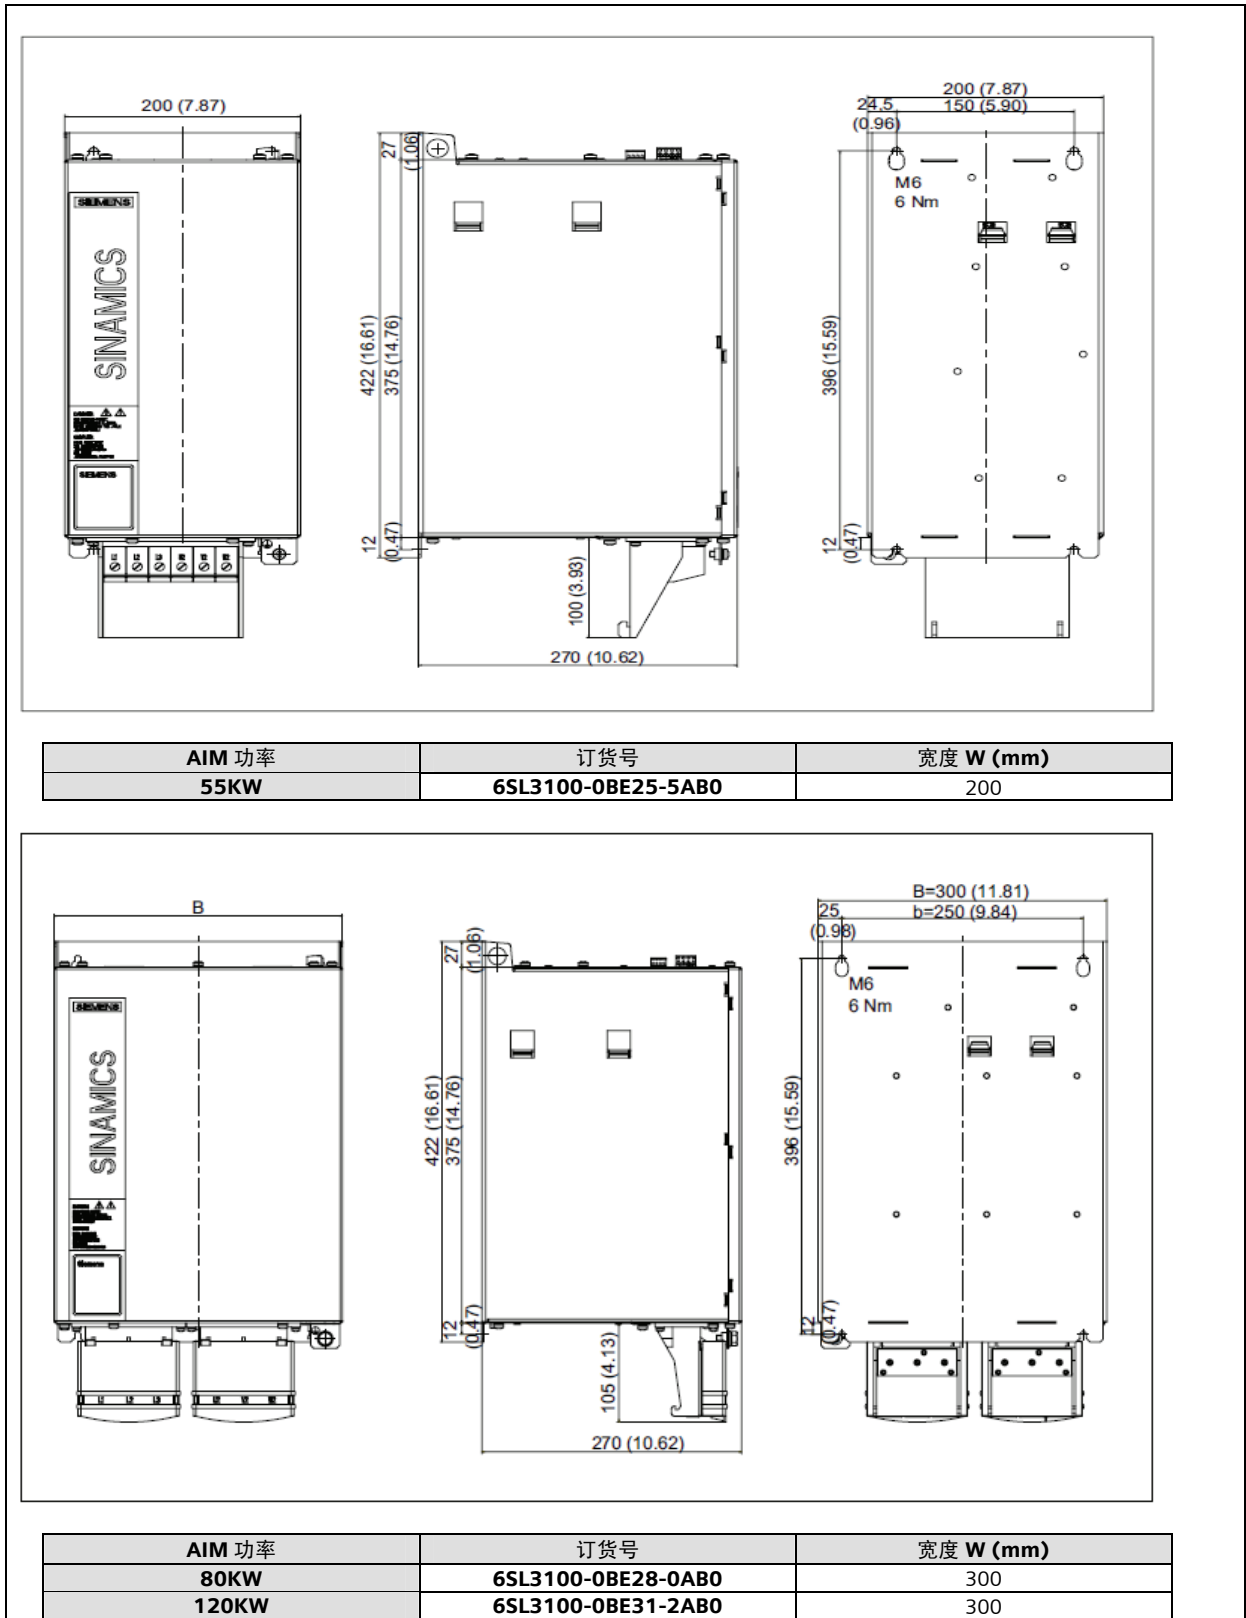 200 (7.87)
SIEMENS
SINAMICS
SIEMENS
27
(1.06)
422 (16.61)
375 (14.76)
12
(0.47)
100 (3.93)
270 (10.62)
200 (7.87)
24.5
(0.96)
150 (5.90)
M6
6 Nm
396 (15.59)
12
(0.47)
AIM 功率 订货号 宽度 W (mm)
55KW 6SL3100-0BE25-5AB0 200
B
SIEMENS
SINAMICS
Siemens
27
(1.06)
422 (16.61)
375 (14.76)
12
(0.47)
105 (4.13)
270 (10.62)
B=300 (11.81)
25
(0.98)
b=250 (9.84)
M6
6 Nm
396 (15.59)
12
(0.47)
AIM 功率 订货号 宽度 W (mm)
80KW 6SL3100-0BE28-0AB0 300
120KW 6SL3100-0BE31-2AB0 300